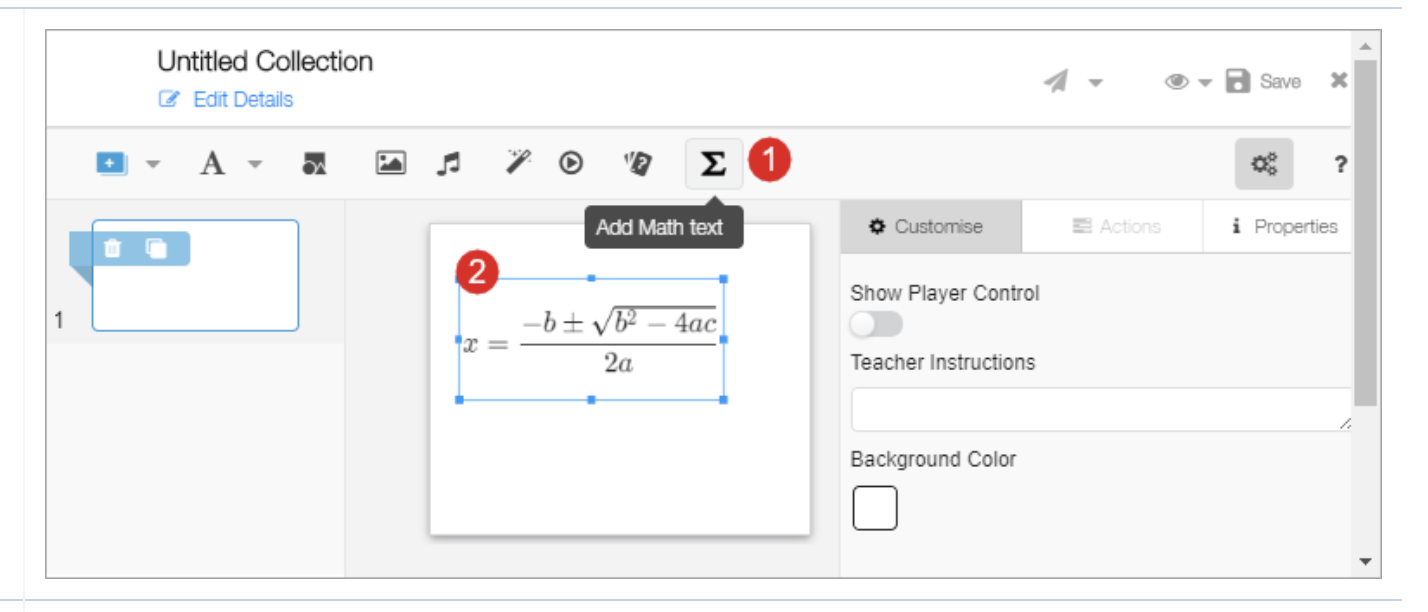 Untitled Collection
Edit Details
Save
A
Σ
1
?
Add Math text
Customise
Actions
i Properties
2
x = \frac{-b \pm \sqrt{b^2 - 4ac}}{2a}
1
Show Player Control
Teacher Instructions
Background Color